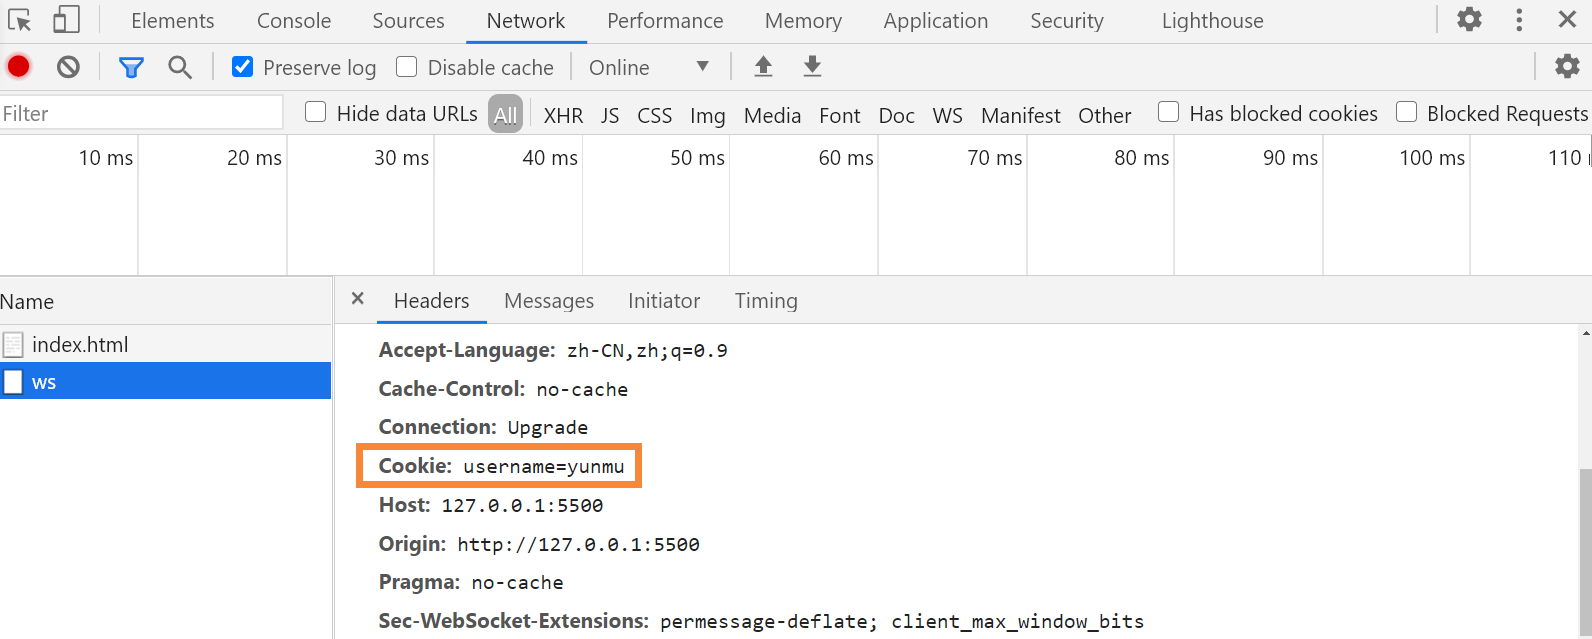 Elements Console Sources Network Performance Memory Application Security Lighthouse
Preserve log Disable cache Online
Filter Hide data URLs All XHR JS CSS Img Media Font Doc WS Manifest Other Has blocked cookies Blocked Requests
10 ms 20 ms 30 ms 40 ms 50 ms 60 ms 70 ms 80 ms 90 ms 100 ms 110
Name
Headers Messages Initiator Timing
index.html
ws
Accept-Language: zh-CN,zh;q=0.9
Cache-Control: no-cache
Connection: Upgrade
Cookie: username=yunmu
Host: 127.0.0.1:5500
Origin: http://127.0.0.1:5500
Pragma: no-cache
Sec-WebSocket-Extensions: permessage-deflate; client_max_window_bits